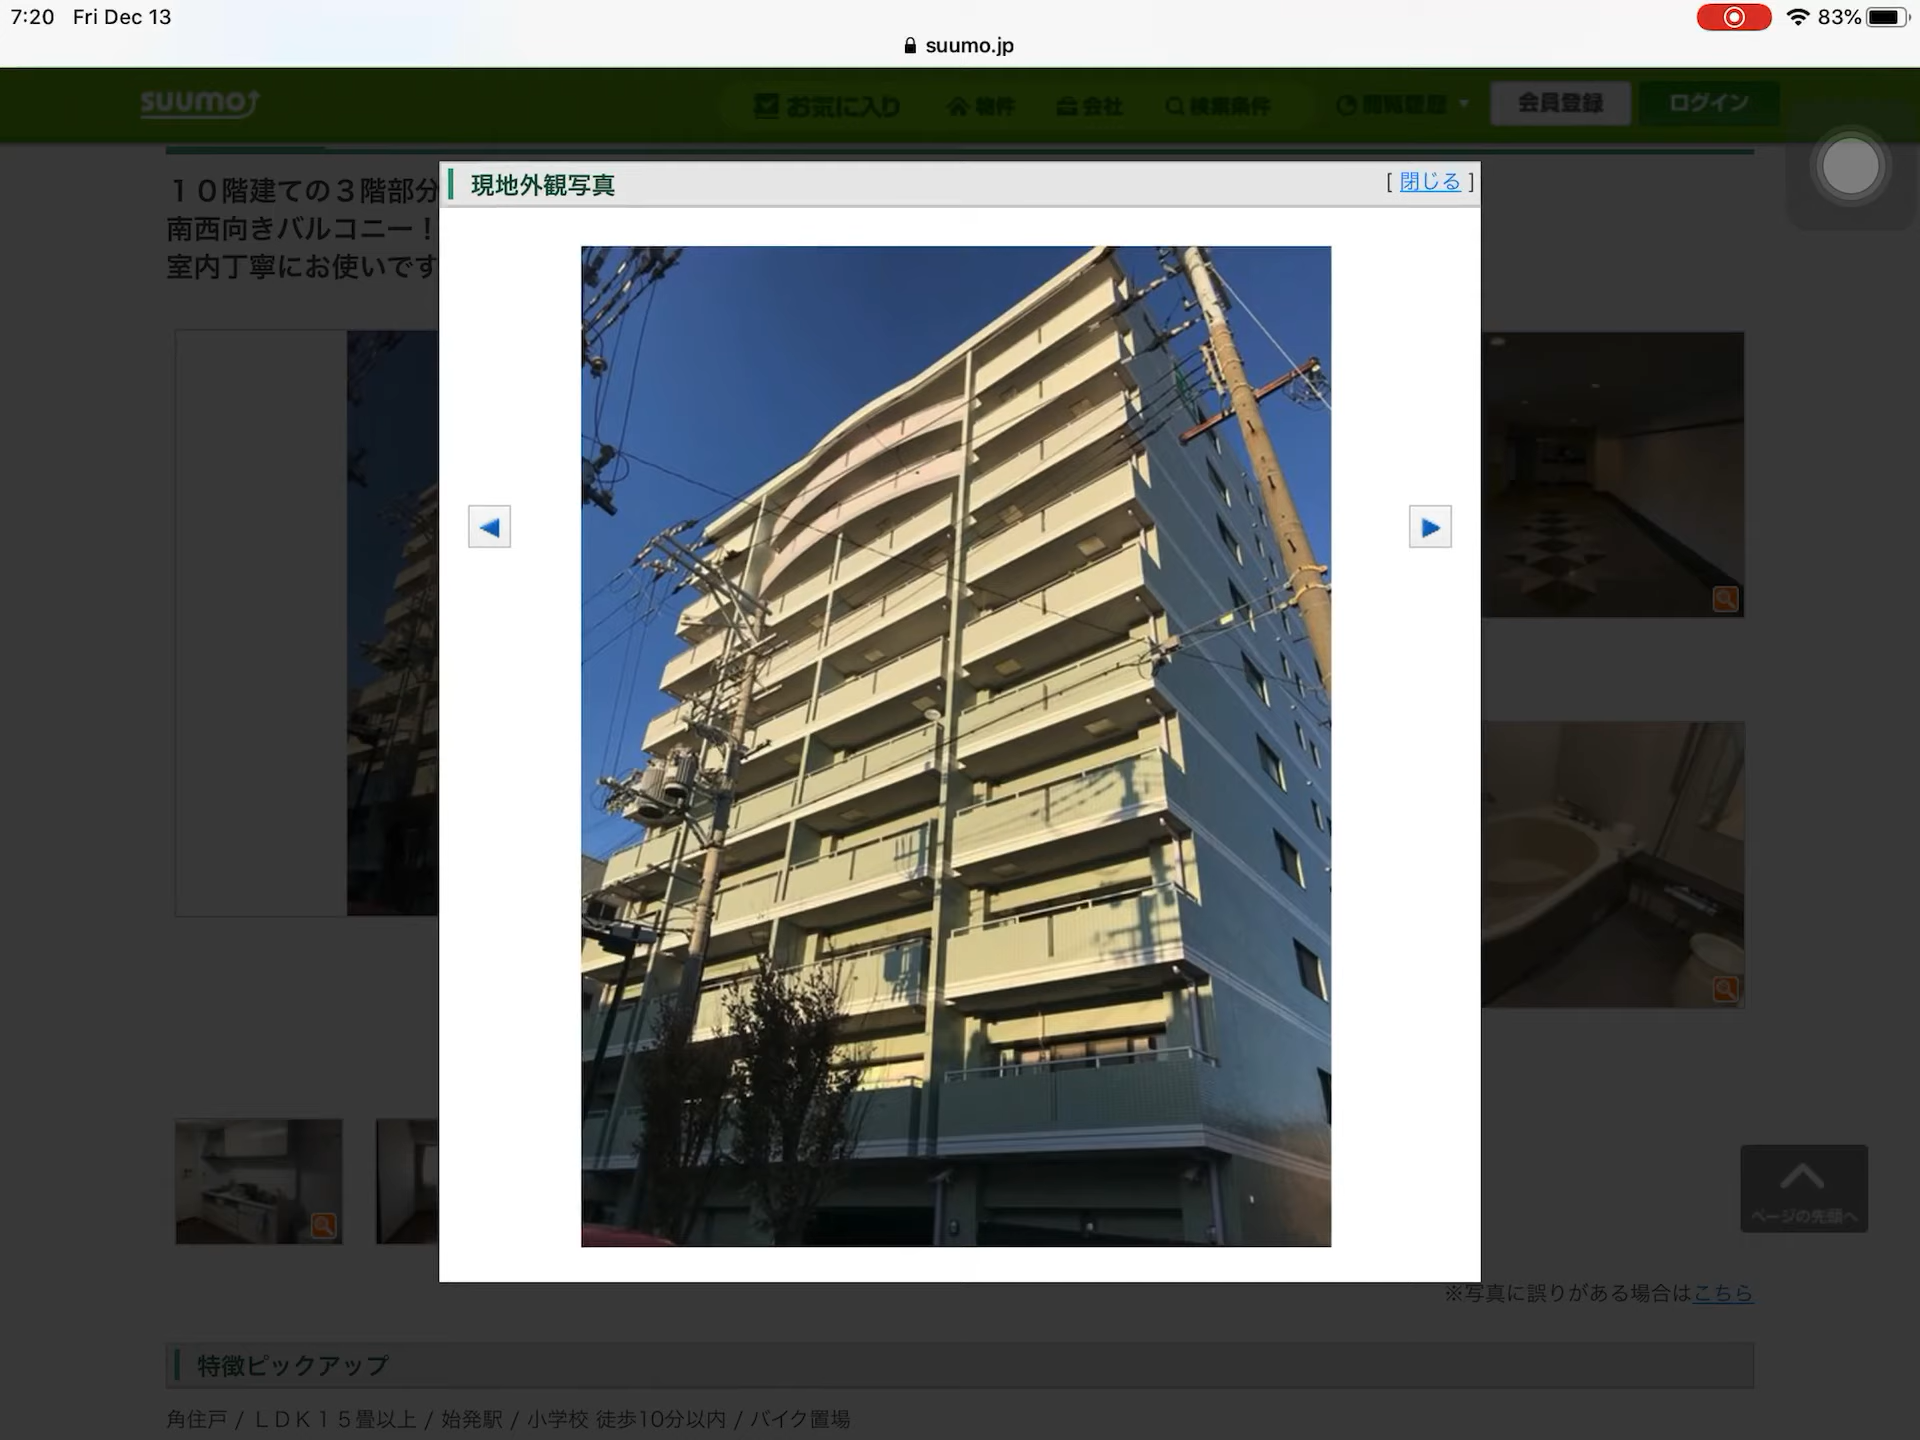 7:20 Fri Dec 13
83%
suumo.jp
suumo
お気に入り 物件 会社 検索条件 閲覧履歴 会員登録 ログイン
１０階建ての３階部分
南西向きバルコニー！
室内丁寧にお使いです
現地外観写真
[ 閉じる ]
ページの先頭へ
※写真に誤りがある場合はこちら
特徴ピックアップ
角住戸 / ＬＤＫ１５畳以上 / 始発駅 / 小学校 徒歩10分以内 / バイク置場